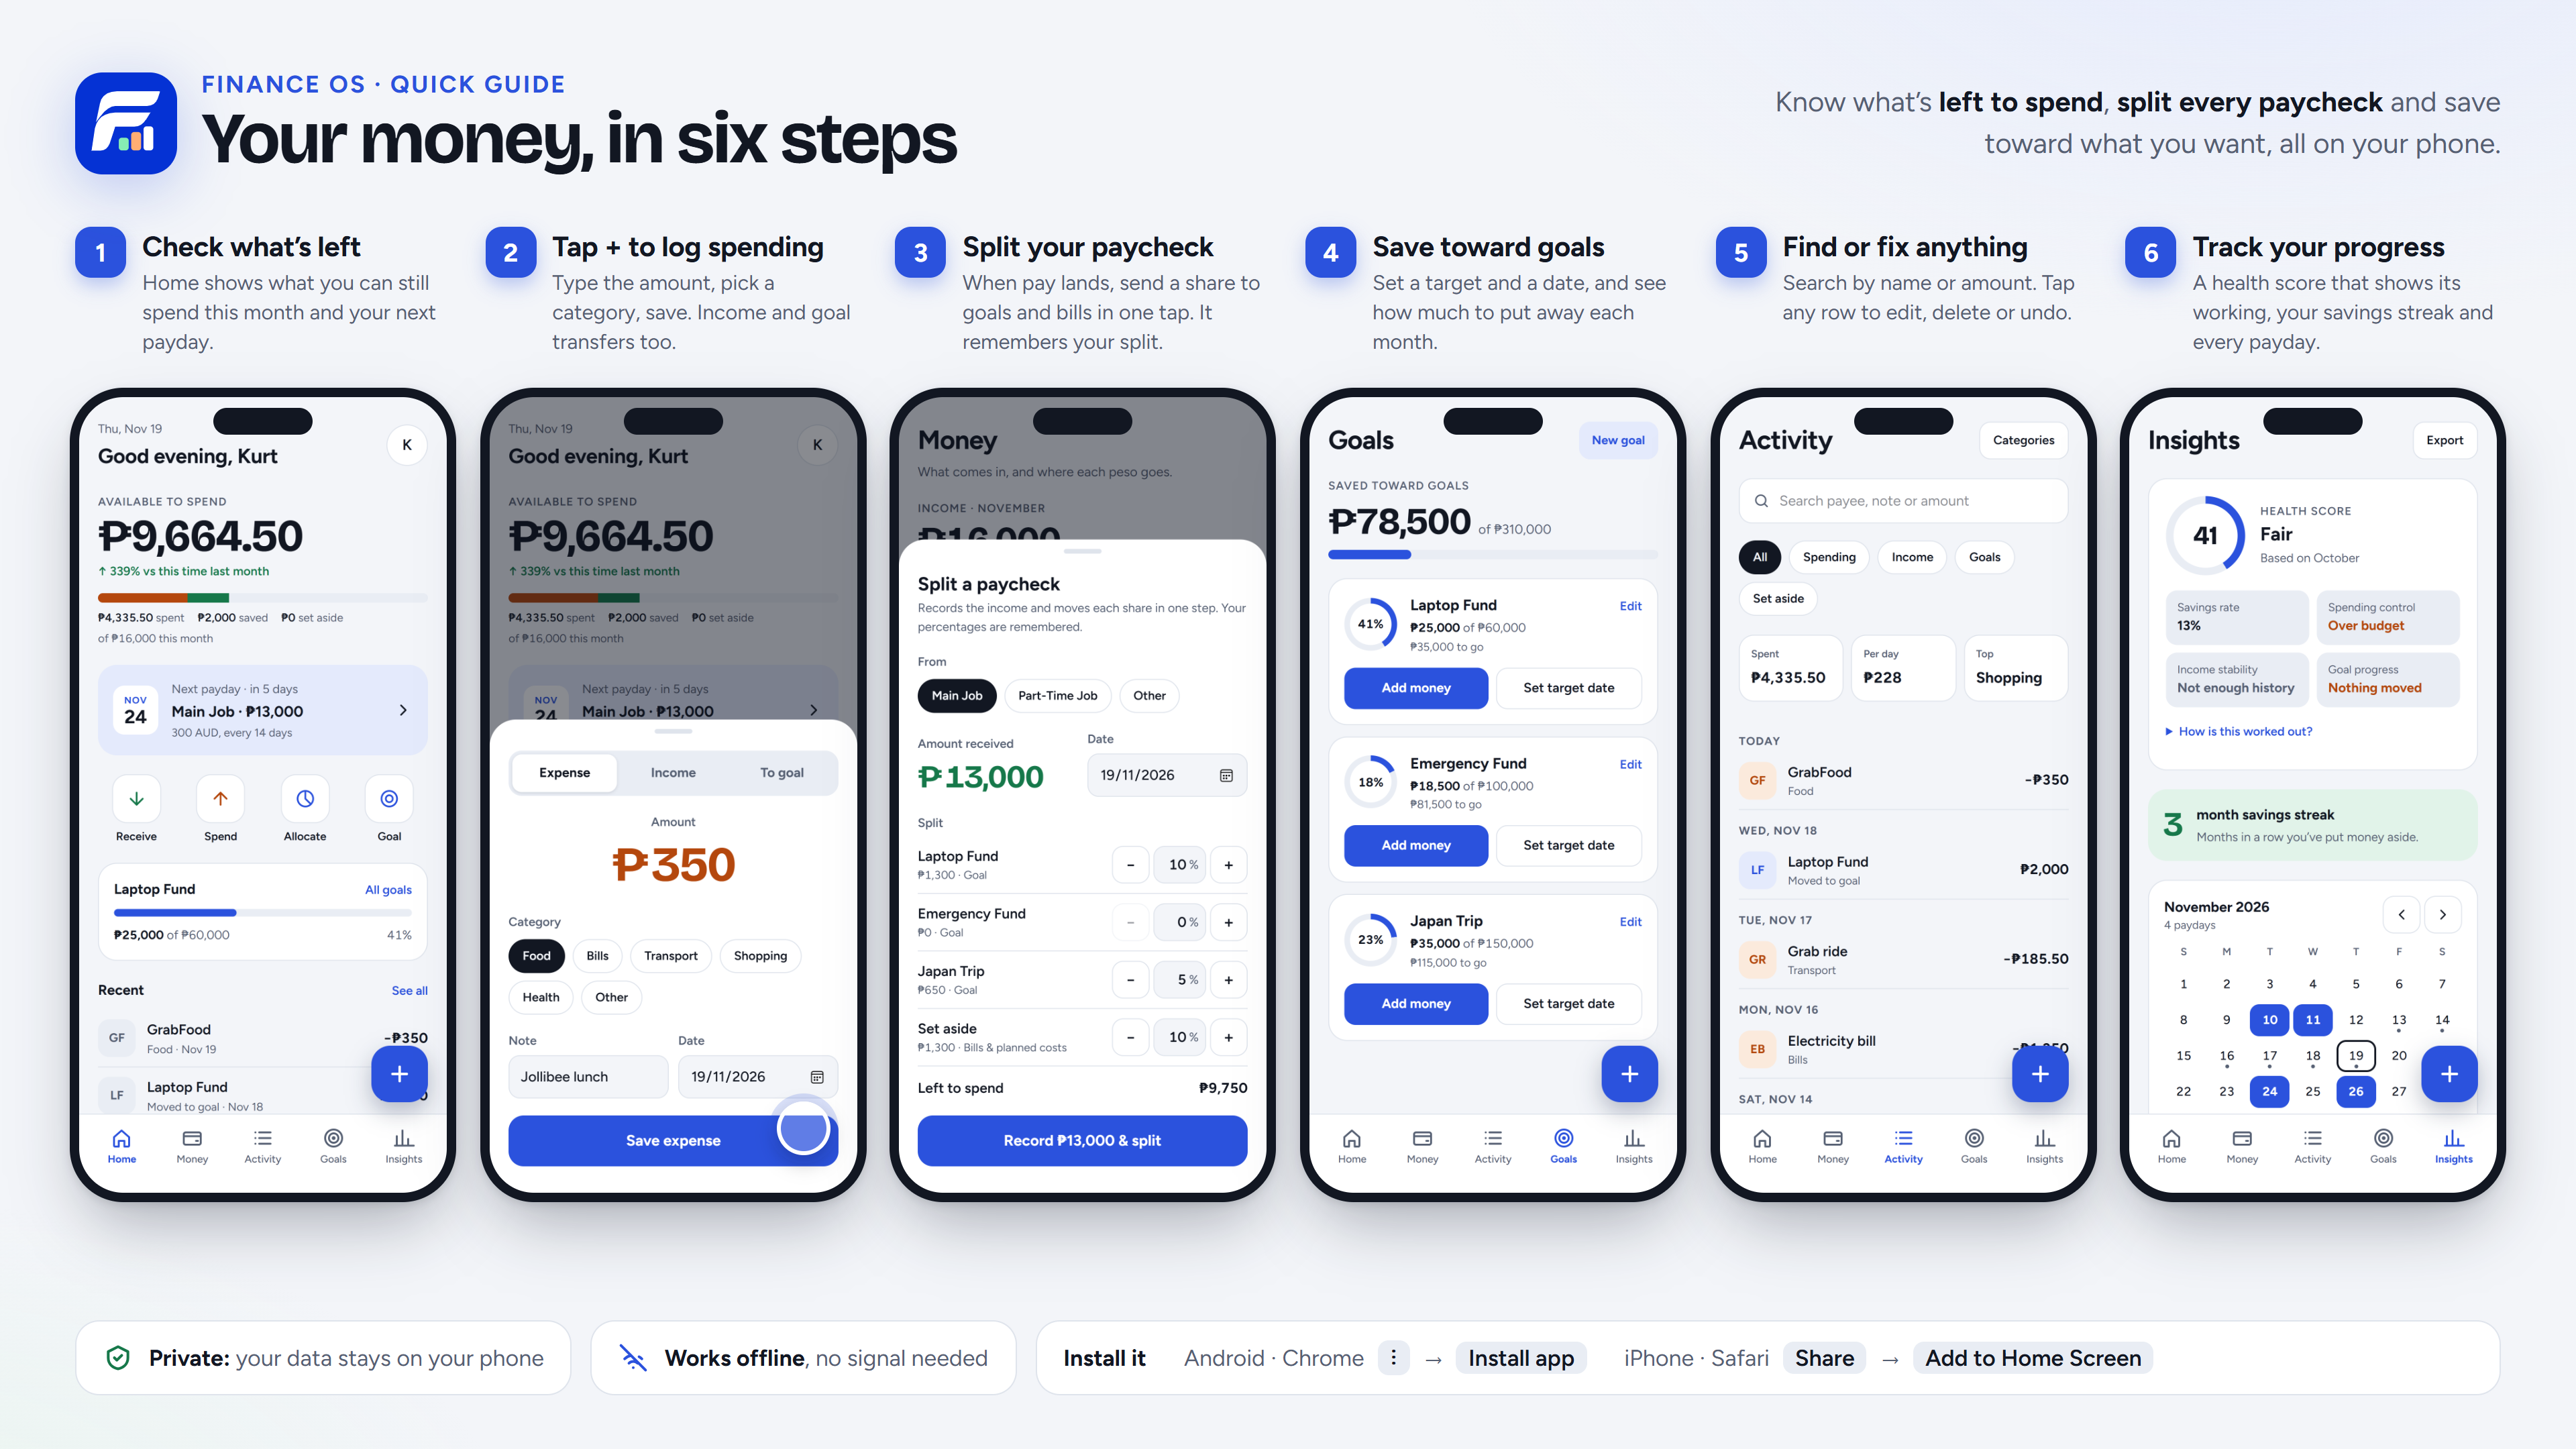 FINANCE OS · QUICK GUIDE
Your money, in six steps
Know what's left to spend, split every paycheck and save
toward what you want, all on your phone.
1
Check what's left
Home shows what you can still
spend this month and your next
payday.
2
Tap + to log spending
Type the amount, pick a
category, save. Income and goal
transfers too.
3
Split your paycheck
When pay lands, send a share to
goals and bills in one tap. It
remembers your split.
4
Save toward goals
Set a target and a date, and see
how much to put away each
month.
5
Find or fix anything
Search by name or amount. Tap
any row to edit, delete or undo.
6
Track your progress
A health score that shows its
working, your savings streak and
every payday.
Thu, Nov 19
Good evening, Kurt
K
AVAILABLE TO SPEND
₱9,664.50
↑ 339% vs this time last month
₱4,335.50 spent ₱2,000 saved ₱0 set aside
of ₱16,000 this month
NOV
24
Next payday · in 5 days
Main Job · ₱13,000
300 AUD, every 14 days
Receive Spend Allocate Goal
Laptop Fund All goals
₱25,000 of ₱60,000 41%
Recent See all
GF
GrabFood
Food · Nov 19
-₱350
LF
Laptop Fund
Moved to goal · Nov 18
+
Home Money Activity Goals Insights
Thu, Nov 19
Good evening, Kurt
K
AVAILABLE TO SPEND
₱9,664.50
↑ 339% vs this time last month
₱4,335.50 spent ₱2,000 saved ₱0 set aside
of ₱16,000 this month
NOV
24
Next payday · in 5 days
Main Job · ₱13,000
Expense Income To goal
Amount
₱350
Category
Food Bills Transport Shopping
Health Other
Note Date
Jollibee lunch 19/11/2026
Save expense
Money
What comes in, and where each peso goes.
INCOME · NOVEMBER
₱16,000
Split a paycheck
Records the income and moves each share in one step. Your
percentages are remembered.
From
Main Job Part-Time Job Other
Amount received Date
₱13,000 19/11/2026
Split
Laptop Fund
₱1,300 · Goal
− 10 % +
Emergency Fund
₱0 · Goal
− 0 % +
Japan Trip
₱650 · Goal
− 5 % +
Set aside
₱1,300 · Bills & planned costs
− 10 % +
Left to spend ₱9,750
Record ₱13,000 & split
Goals
New goal
SAVED TOWARD GOALS
₱78,500 of ₱310,000
41%
Laptop Fund Edit
₱25,000 of ₱60,000
₱35,000 to go
Add money Set target date
18%
Emergency Fund Edit
₱18,500 of ₱100,000
₱81,500 to go
Add money Set target date
23%
Japan Trip Edit
₱35,000 of ₱150,000
₱115,000 to go
Add money Set target date
+
Home Money Activity Goals Insights
Activity
Categories
Search payee, note or amount
All Spending Income Goals
Set aside
Spent Per day Top
₱4,335.50 ₱228 Shopping
TODAY
GF
GrabFood
Food
-₱350
WED, NOV 18
LF
Laptop Fund
Moved to goal
₱2,000
TUE, NOV 17
GR
Grab ride
Transport
-₱185.50
MON, NOV 16
EB
Electricity bill
Bills
SAT, NOV 14
+
Home Money Activity Goals Insights
Insights
Export
41
HEALTH SCORE
Fair
Based on October
Savings rate
13%
Spending control
Over budget
Income stability
Not enough history
Goal progress
Nothing moved
▶ How is this worked out?
3
month savings streak
Months in a row you've put money aside.
November 2026
4 paydays
S M T W T F S
1 2 3 4 5 6 7
8 9 10 11 12 13 14
15 16 17 18 19 20
22 23 24 25 26 27
+
Home Money Activity Goals Insights
Private: your data stays on your phone
Works offline, no signal needed
Install it Android · Chrome ⋮ → Install app iPhone · Safari Share → Add to Home Screen